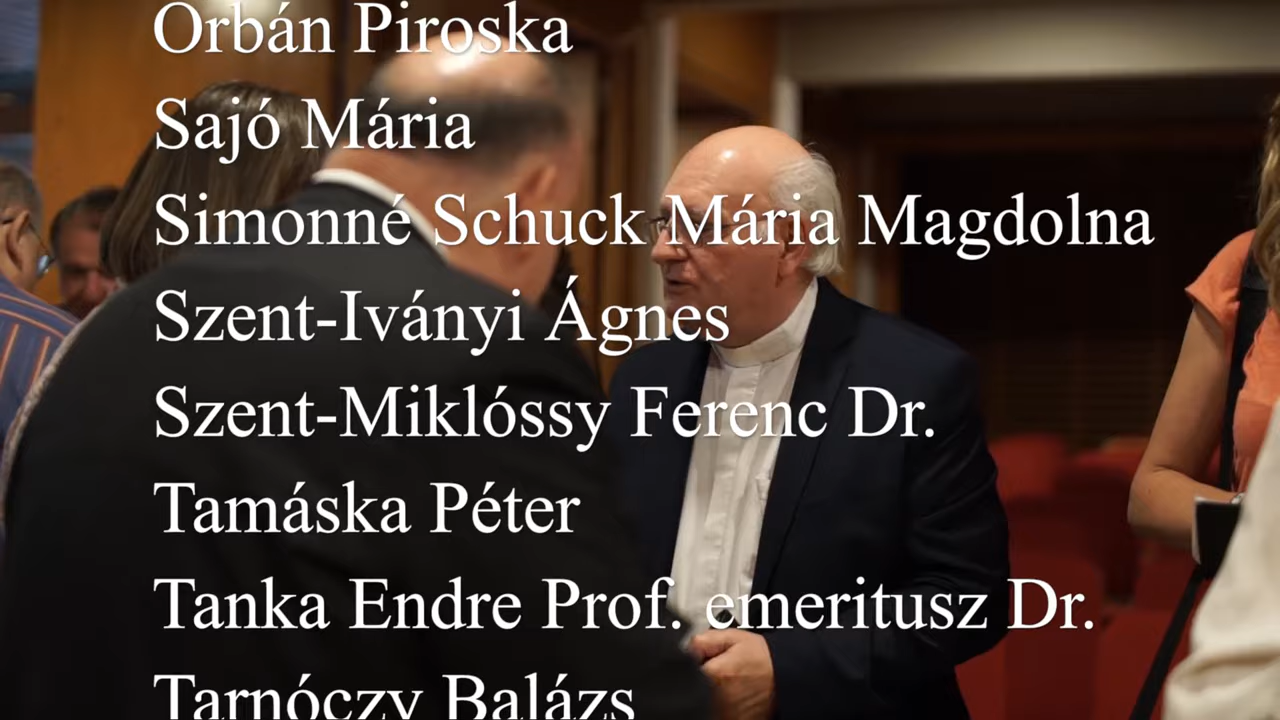 Orbán Piroska
Sajó Mária
Simonné Schuck Mária Magdolna
Szent-Iványi Ágnes
Szent-Miklóssy Ferenc Dr.
Tamáska Péter
Tanka Endre Prof. emeritusz Dr.
Tarnóczy Balázs